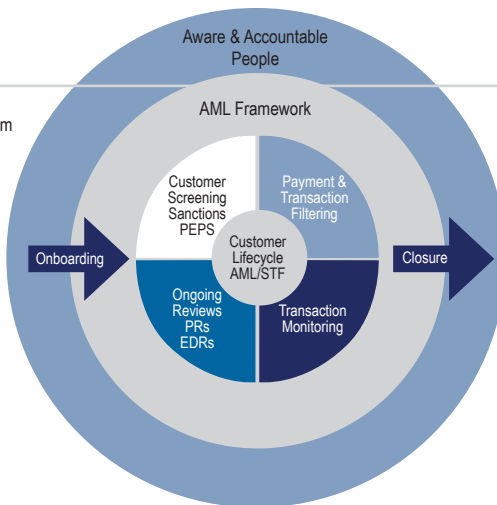 Aware & Accountable
People
m
AML Framework
Customer
Screening
Sanctions
PEPS
Payment &
Transaction
Filtering
Onboarding
Customer
Lifecycle
AML/STF
Closure
Ongoing
Reviews
PRs
EDRs
Transaction
Monitoring